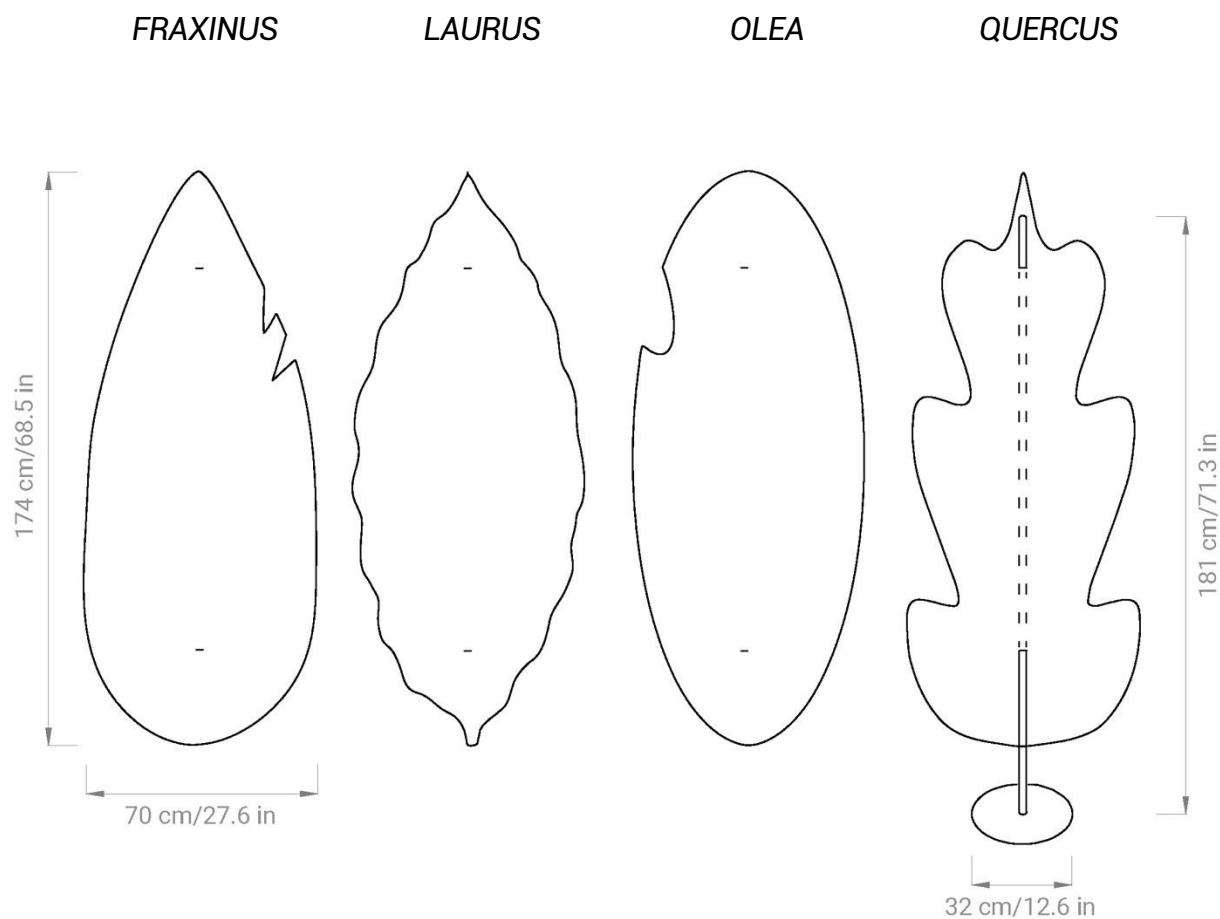 FRAXINUS
LAURUS
OLEA
QUERCUS
174 cm/68.5 in
181 cm/71.3 in
70 cm/27.6 in
32 cm/12.6 in